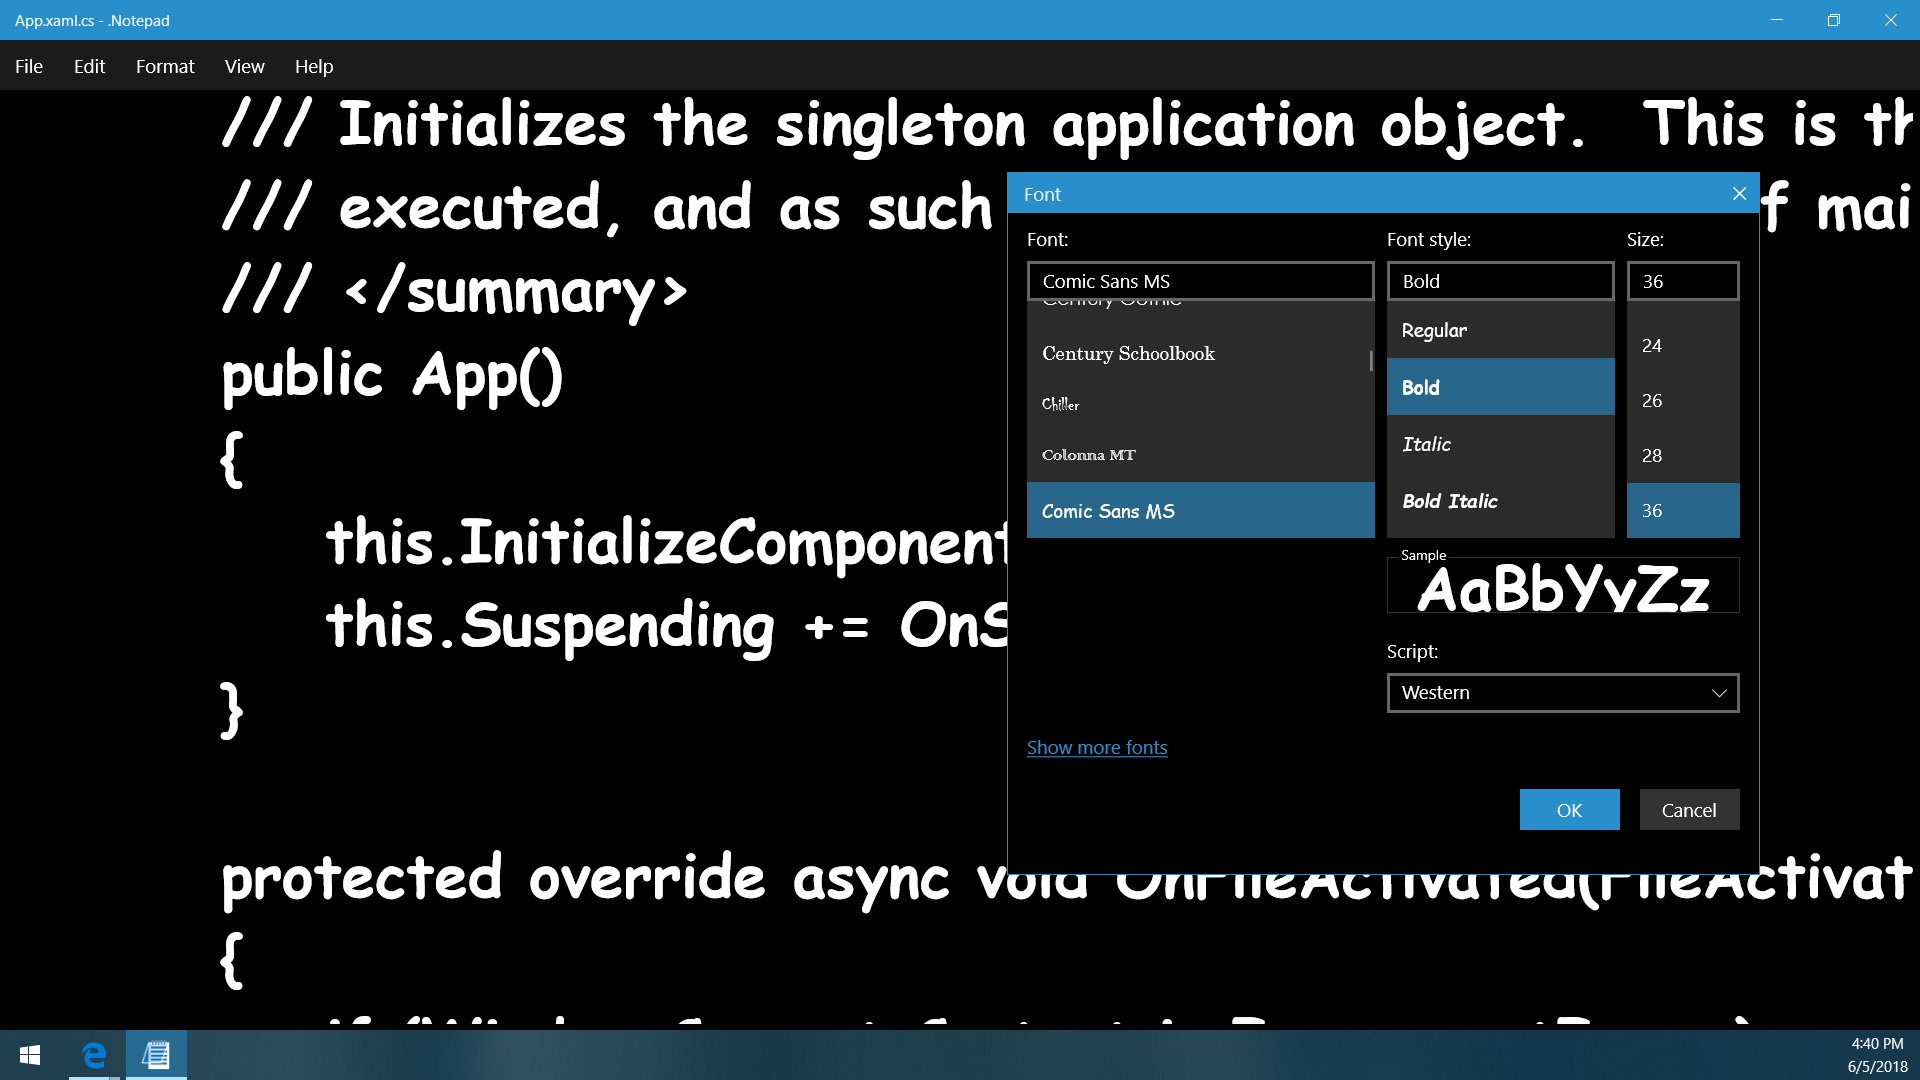 App.xaml.cs - .Notepad
File Edit Format View Help
/// Initializes the singleton application object.  This is th
/// executed, and as such
f mai
/// </summary>
public App()
{
this.InitializeComponent
this.Suspending += OnS
}
protected override async void OnFileActivated(FileActivat
{
Font
Font:
Comic Sans MS
Century Gothic
Century Schoolbook
Chiller
Colonna MT
Comic Sans MS
Font style:
Bold
Regular
Bold
Italic
Bold Italic
Size:
36
24
26
28
36
Sample
AaBbYyZz
Script:
Western
Show more fonts
OK
Cancel
4:40 PM
6/5/2018